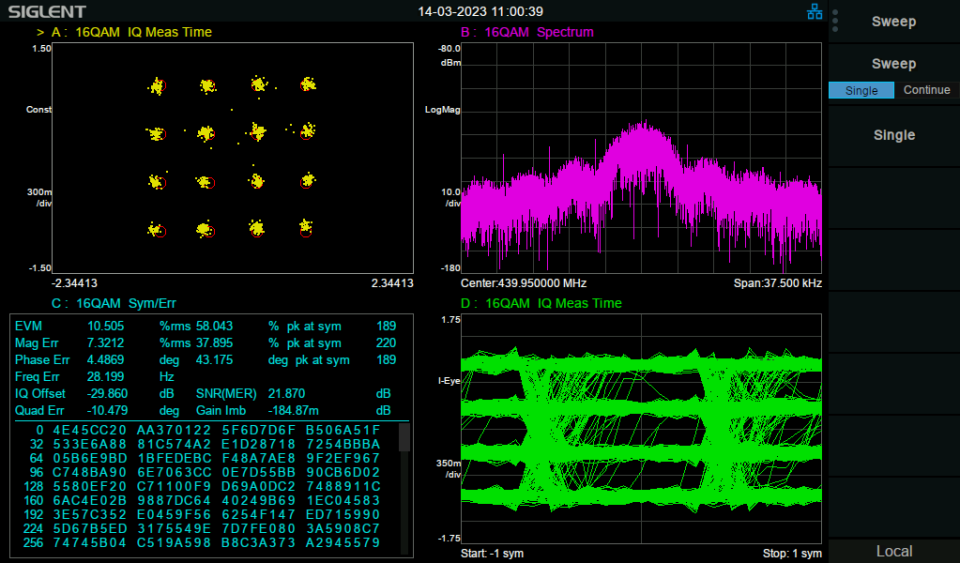 SIGLENT 14-03-2023 11:00:39
Sweep
> A : 16QAM IQ Meas Time
1.50
Const
300m
/div
-1.50
-2.34413 2.34413
B : 16QAM Spectrum
-80.0
dBm
LogMag
10.0
/div
-180
Center:439.950000 MHz Span:37.500 kHz
Sweep
Single Continue
Single
C : 16QAM Sym/Err
EVM 10.505 %rms 58.043 % pk at sym 189
Mag Err 7.3212 %rms 37.895 % pk at sym 220
Phase Err 4.4869 deg 43.175 deg pk at sym 189
Freq Err 28.199 Hz
IQ Offset -29.860 dB SNR(MER) 21.870 dB
Quad Err -10.479 deg Gain Imb -184.87m dB
0 4E45CC20 AA370122 5F6D7D6F B506A51F
32 533E6A88 81C574A2 E1D28718 7254BBBA
64 05B6E9BD 1BFEDEBC F48A7AE8 9F2EF967
96 C748BA90 6E7063CC 0E7D55BB 90CB6D02
128 5580EF20 C71100F9 D69A0DC2 7488911C
160 6AC4E02B 9887DC64 40249B69 1EC04583
192 3E57C352 E0459F56 6254F147 ED715990
224 5D67B5ED 3175549E 7D7FE080 3A5908C7
256 74745B04 C519A598 B8C3A373 A2945579
D : 16QAM IQ Meas Time
1.75
I-Eye
350m
/div
-1.75
Start: -1 sym Stop: 1 sym
Local